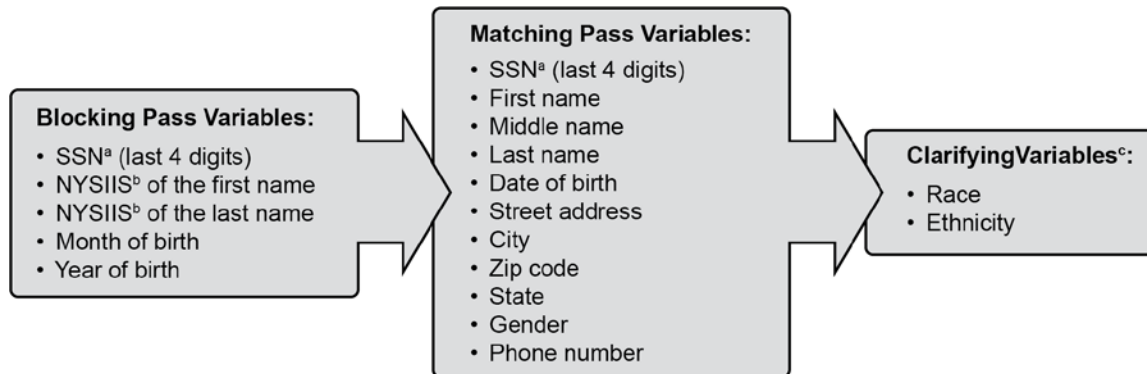 Blocking Pass Variables:
• SSNᵃ (last 4 digits)
• NYSIISᵇ of the first name
• NYSIISᵇ of the last name
• Month of birth
• Year of birth
Matching Pass Variables:
• SSNᵃ (last 4 digits)
• First name
• Middle name
• Last name
• Date of birth
• Street address
• City
• Zip code
• State
• Gender
• Phone number
ClarifyingVariablesᶜ:
• Race
• Ethnicity